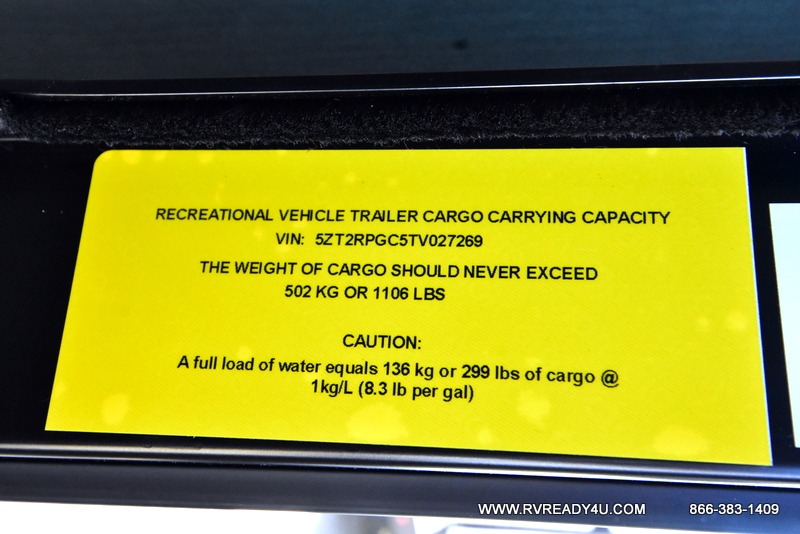 RECREATIONAL VEHICLE TRAILER CARGO CARRYING CAPACITY
VIN: 5ZT2RPGC5TV027269
THE WEIGHT OF CARGO SHOULD NEVER EXCEED
502 KG OR 1106 LBS
CAUTION:
A full load of water equals 136 kg or 299 lbs of cargo @
1kg/L (8.3 lb per gal)
WWW.RVREADY4U.COM 866-383-1409